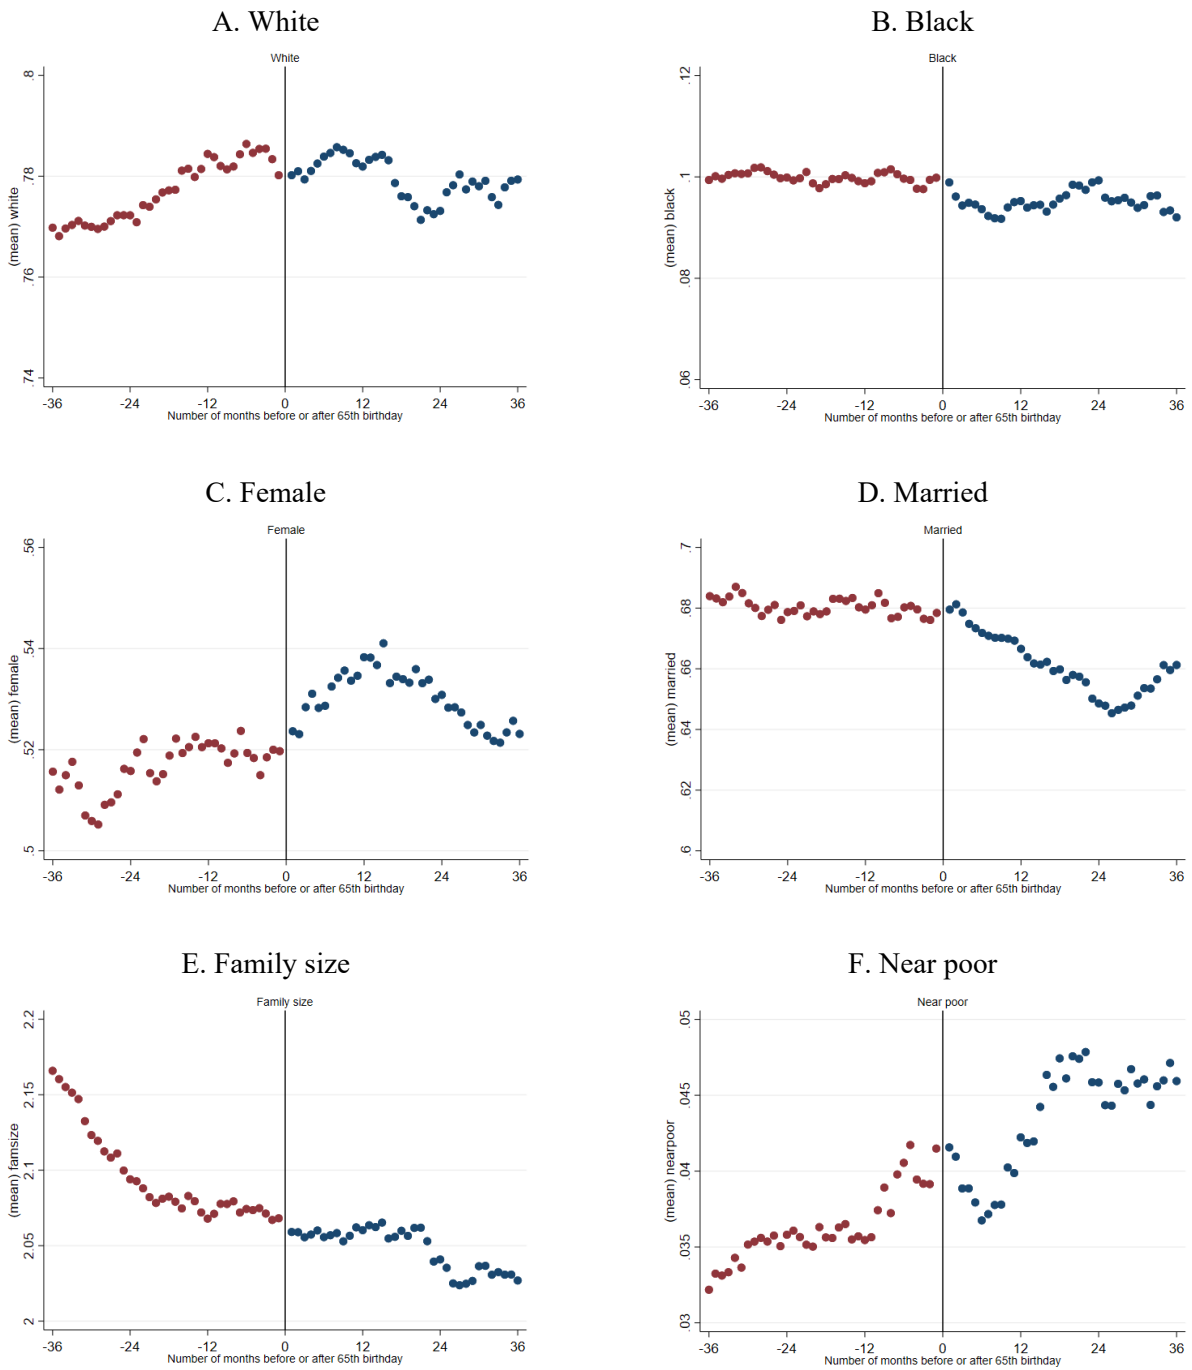 A. White
White
(mean) white
.8
.78
.76
.74
-36 -24 -12 0 12 24 36
Number of months before or after 65th birthday
B. Black
Black
(mean) black
.12
.1
.08
.06
-36 -24 -12 0 12 24 36
Number of months before or after 65th birthday
C. Female
Female
(mean) female
.56
.54
.52
.5
-36 -24 -12 0 12 24 36
Number of months before or after 65th birthday
D. Married
Married
(mean) married
.7
.68
.66
.64
.62
.6
-36 -24 -12 0 12 24 36
Number of months before or after 65th birthday
E. Family size
Family size
(mean) famsize
2.2
2.15
2.1
2.05
2
-36 -24 -12 0 12 24 36
Number of months before or after 65th birthday
F. Near poor
Near poor
(mean) nearpoor
.05
.045
.04
.035
.03
-36 -24 -12 0 12 24 36
Number of months before or after 65th birthday